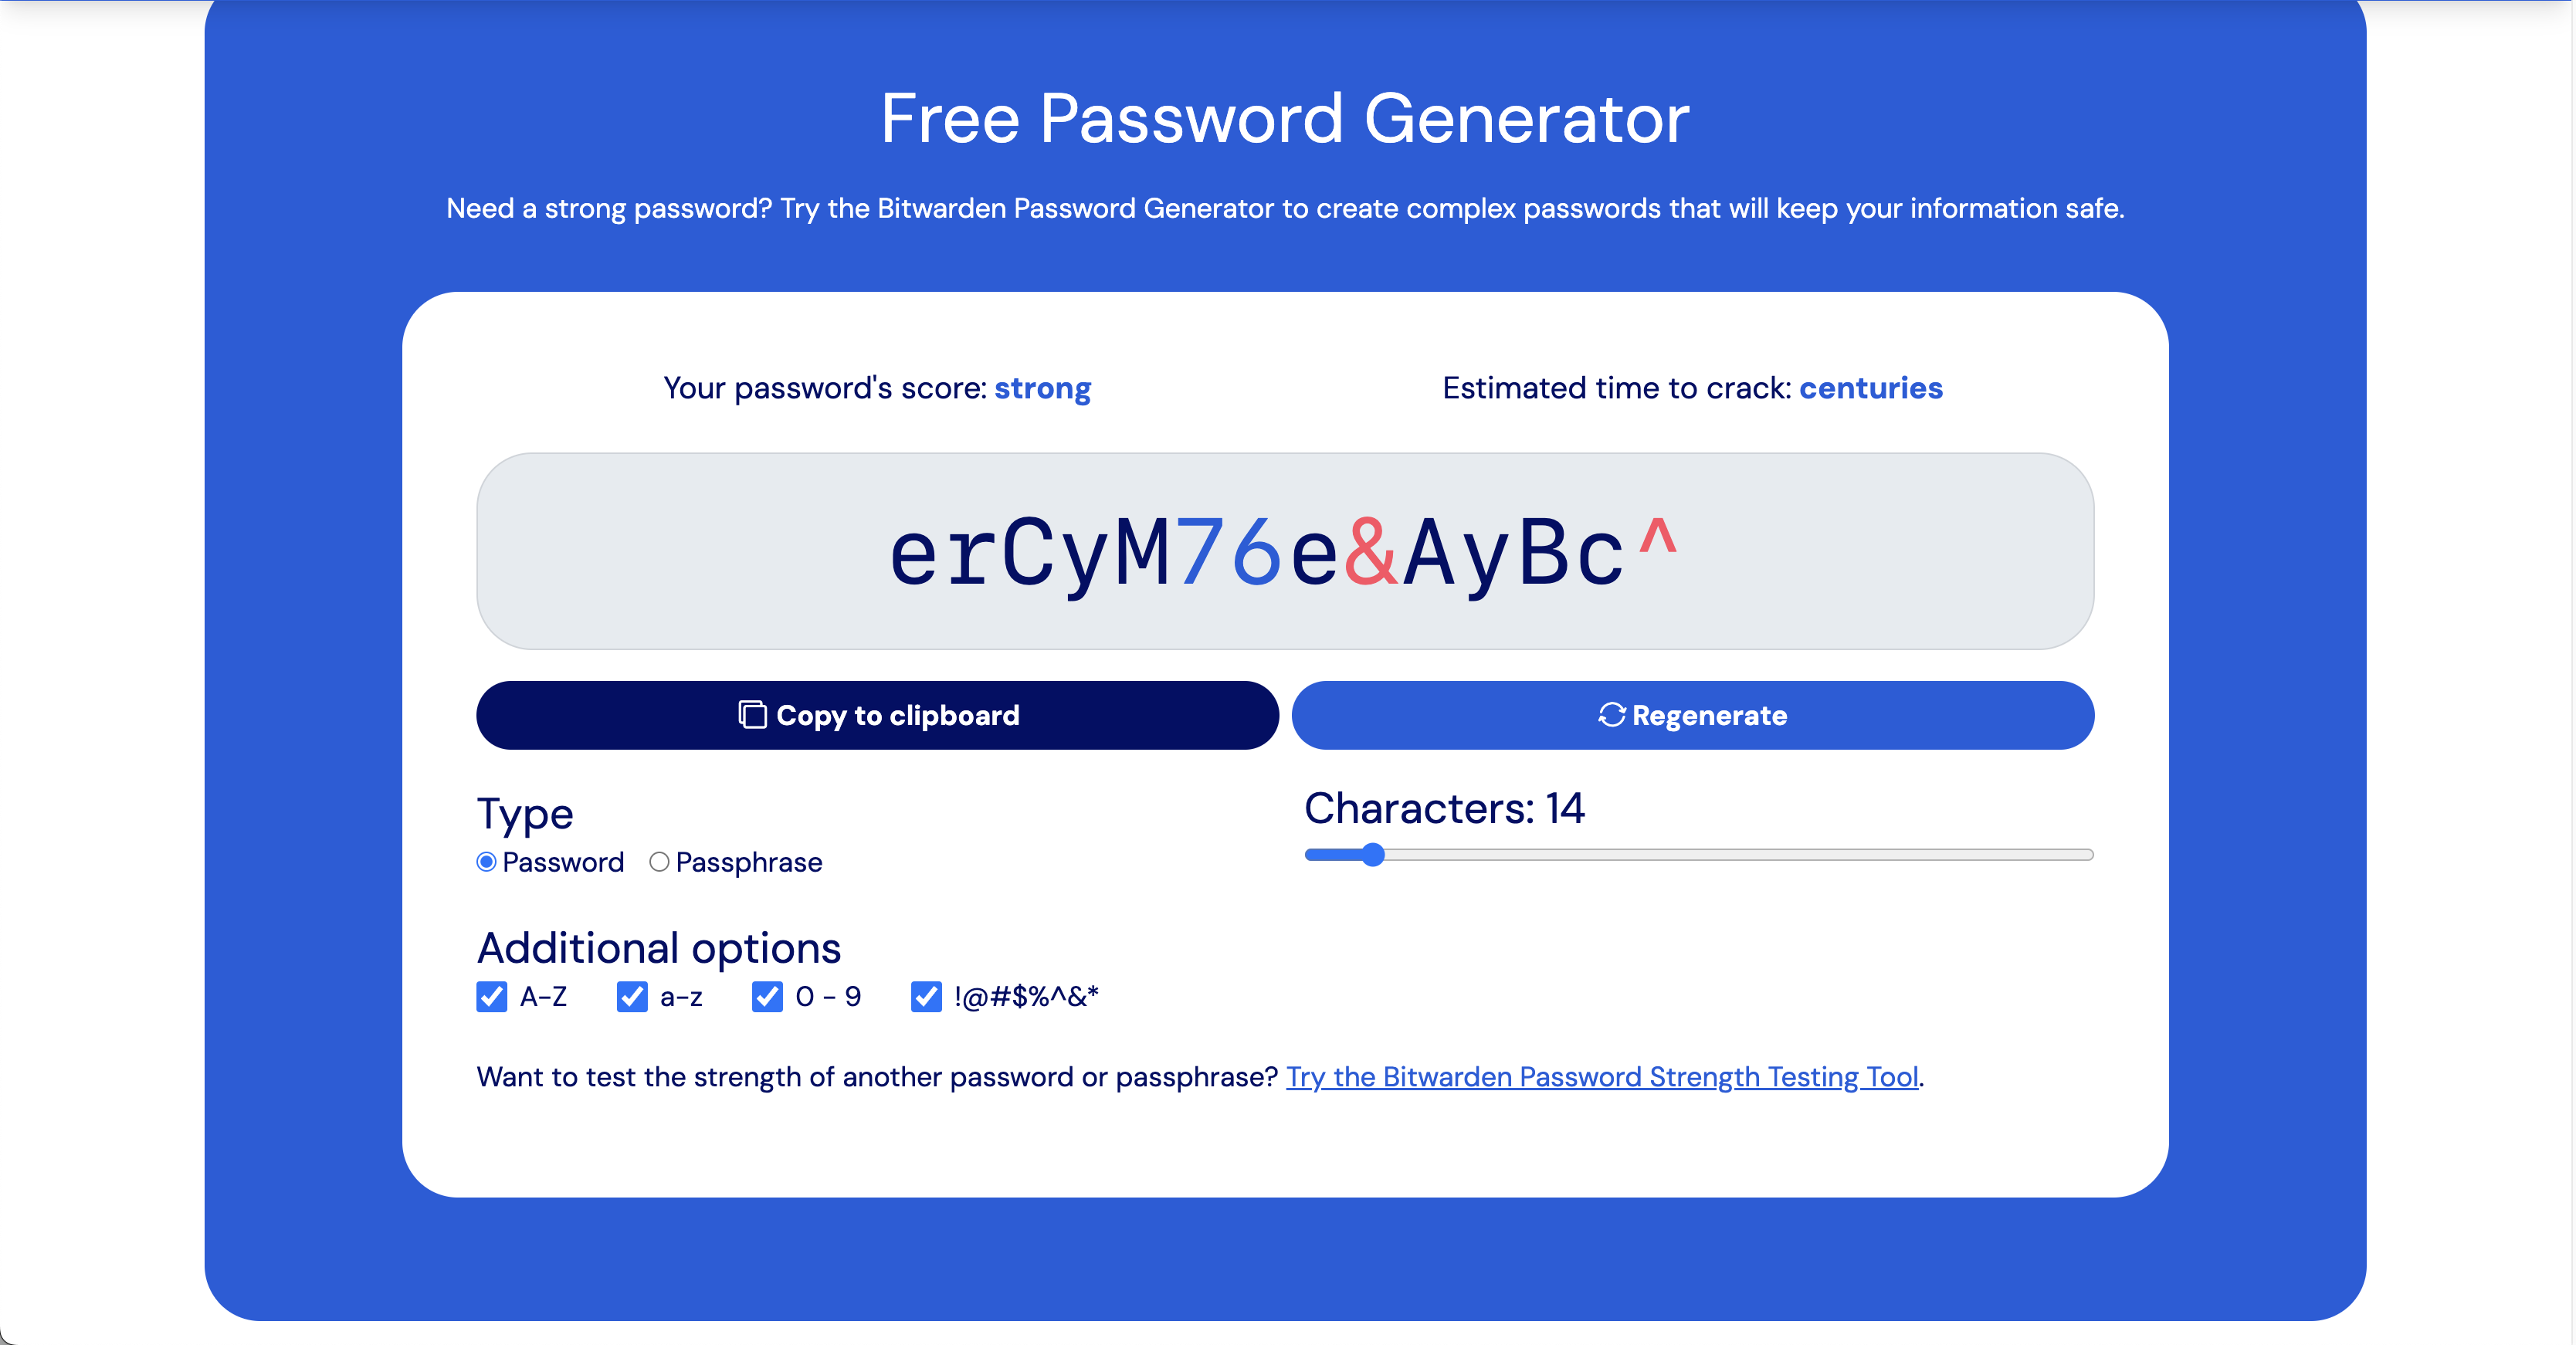 Free Password Generator
Need a strong password? Try the Bitwarden Password Generator to create complex passwords that will keep your information safe.
Your password's score: strong
Estimated time to crack: centuries
erCyM76e&AyBc^
Copy to clipboard
Regenerate
Type
Password Passphrase
Characters: 14
Additional options
A-Z a-z 0 - 9 !@#$%^&*
Want to test the strength of another password or passphrase? Try the Bitwarden Password Strength Testing Tool.